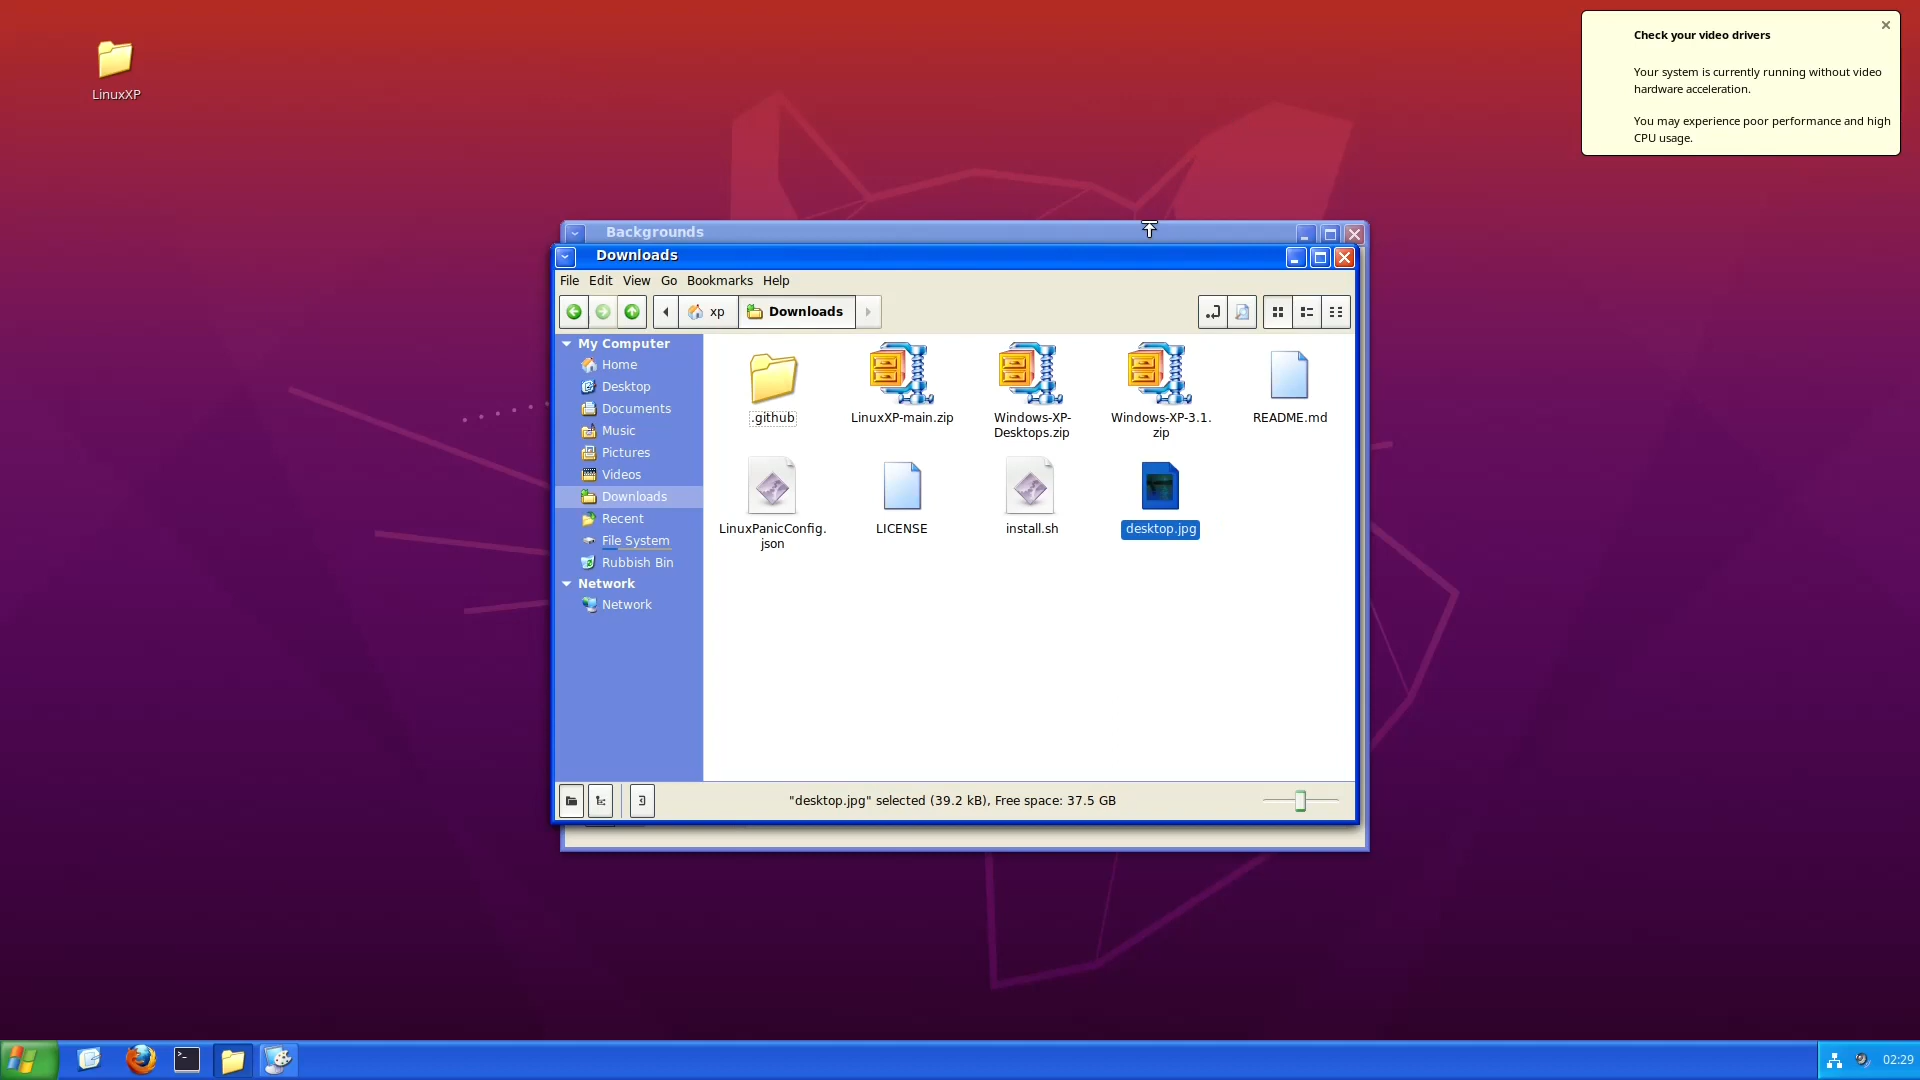 LinuxXP
Check your video drivers
Your system is currently running without video
hardware acceleration.
You may experience poor performance and high
CPU usage.
Backgrounds
Downloads
File Edit View Go Bookmarks Help
xp Downloads
My Computer
Home
Desktop
Documents
Music
Pictures
Videos
Downloads
Recent
File System
Rubbish Bin
Network
Network
.github
LinuxXP-main.zip
Windows-XP-
Desktops.zip
Windows-XP-3.1.
zip
README.md
LinuxPanicConfig.
json
LICENSE
install.sh
desktop.jpg
"desktop.jpg" selected (39.2 kB), Free space: 37.5 GB
02:29